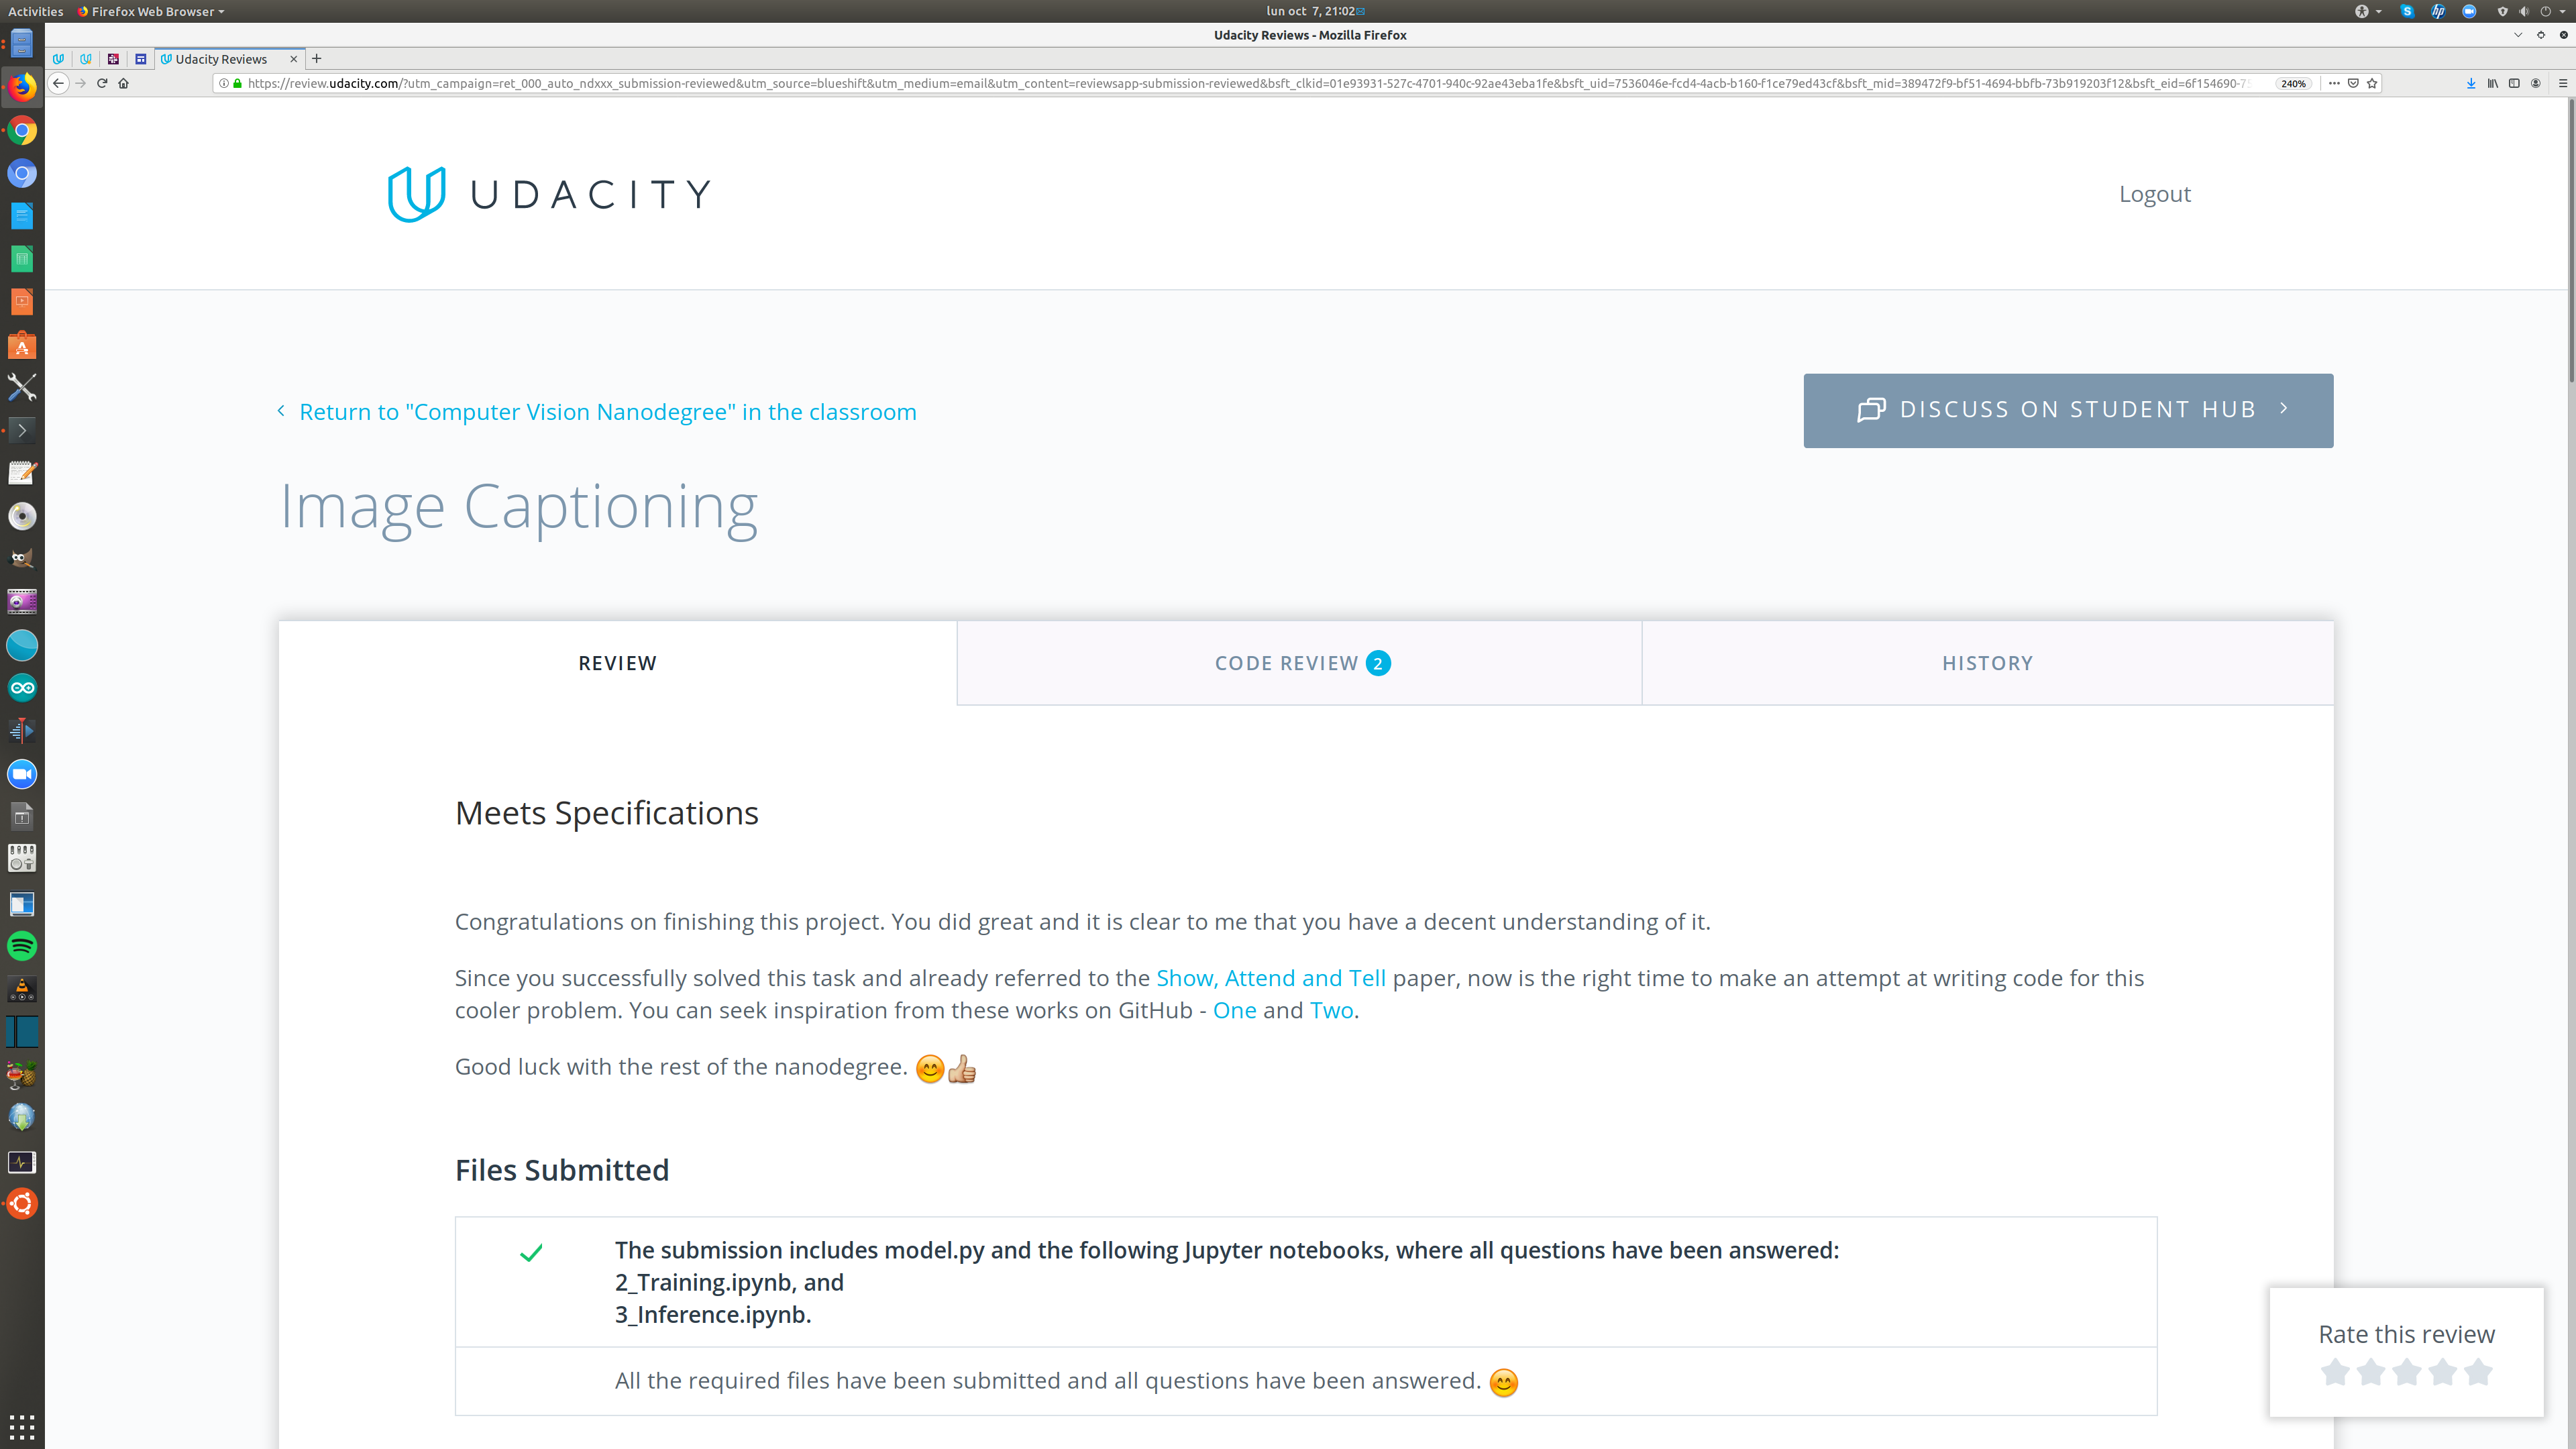 Activities
Firefox Web Browser
lun oct 7, 21:02
Udacity Reviews - Mozilla Firefox
Udacity Reviews
https://review.udacity.com/?utm_campaign=ret_000_auto_ndxxx_submission-reviewed&utm_source=blueshift&utm_medium=email&utm_content=reviewsapp-submission-reviewed&bsft_clkid=01e93931-527c-4701-940c-92ae43eba1fe&bsft_uid=7536046e-fcd4-4acb-b160-f1ce79ed43cf&bsft_mid=389472f9-bf51-4694-bbfb-73b919203f12&bsft_eid=6f154690-7
240%
UDACITY
Logout
Return to "Computer Vision Nanodegree" in the classroom
DISCUSS ON STUDENT HUB
Image Captioning
REVIEW
CODE REVIEW 2
HISTORY
Meets Specifications
Congratulations on finishing this project. You did great and it is clear to me that you have a decent understanding of it.
Since you successfully solved this task and already referred to the Show, Attend and Tell paper, now is the right time to make an attempt at writing code for this
cooler problem. You can seek inspiration from these works on GitHub - One and Two.
Good luck with the rest of the nanodegree. 😊👍
Files Submitted
The submission includes model.py and the following Jupyter notebooks, where all questions have been answered:
2_Training.ipynb, and
3_Inference.ipynb.
All the required files have been submitted and all questions have been answered. 😊
Rate this review